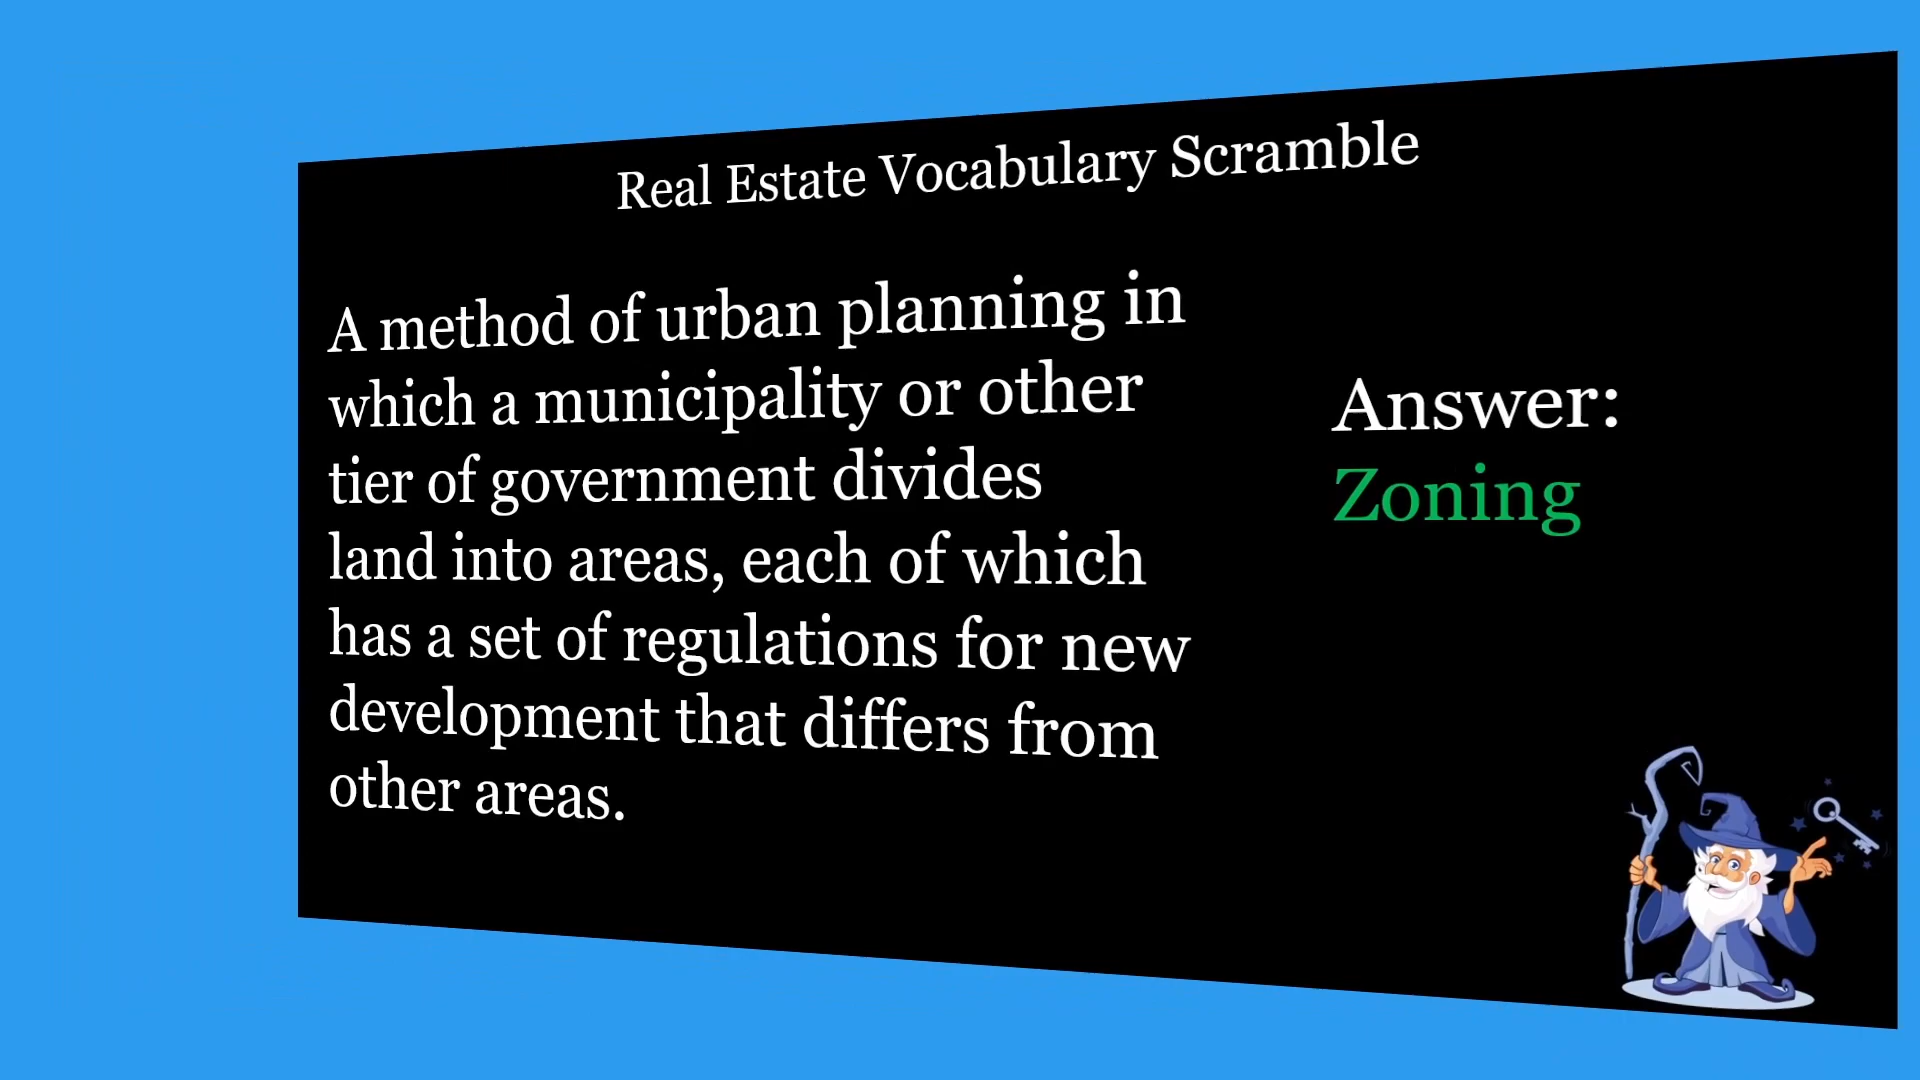 Real Estate Vocabulary Scramble
A method of urban planning in
which a municipality or other
tier of government divides
land into areas, each of which
has a set of regulations for new
development that differs from
other areas.
Answer:
Zoning